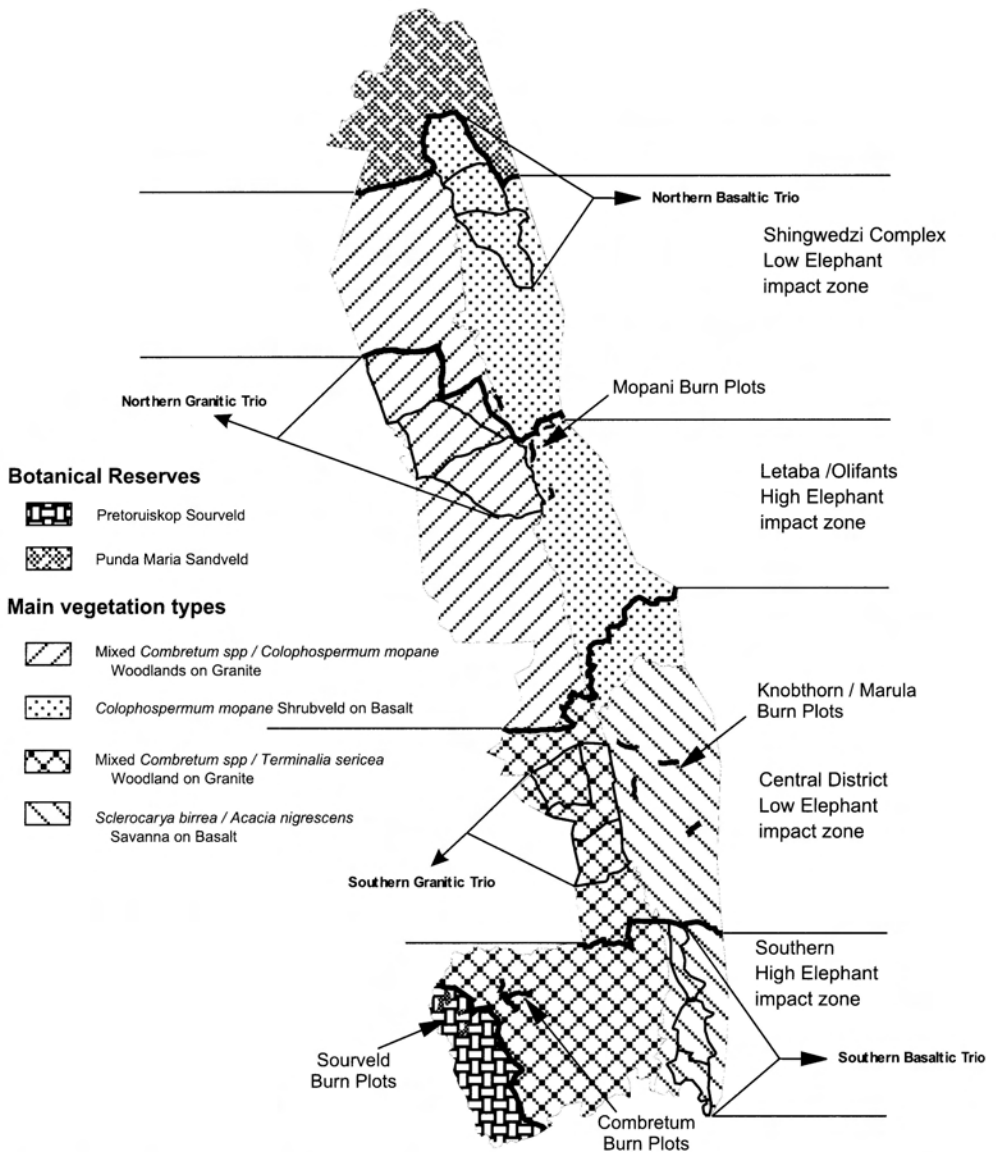 Northern Basaltic Trio
Shingwedzi Complex
Low Elephant
impact zone
Mopani Burn Plots
Northern Granitic Trio
Letaba /Olifants
High Elephant
impact zone
Botanical Reserves
Pretoruiskop Sourveld
Punda Maria Sandveld
Main vegetation types
Mixed Combretum spp / Colophospermum mopane
Woodlands on Granite
Colophospermum mopane Shrubveld on Basalt
Mixed Combretum spp / Terminalia sericea
Woodland on Granite
Sclerocarya birrea / Acacia nigrescens
Savanna on Basalt
Knobthorn / Marula
Burn Plots
Central District
Low Elephant
impact zone
Southern Granitic Trio
Southern
High Elephant
impact zone
Sourveld
Burn Plots
Southern Basaltic Trio
Combretum
Burn Plots